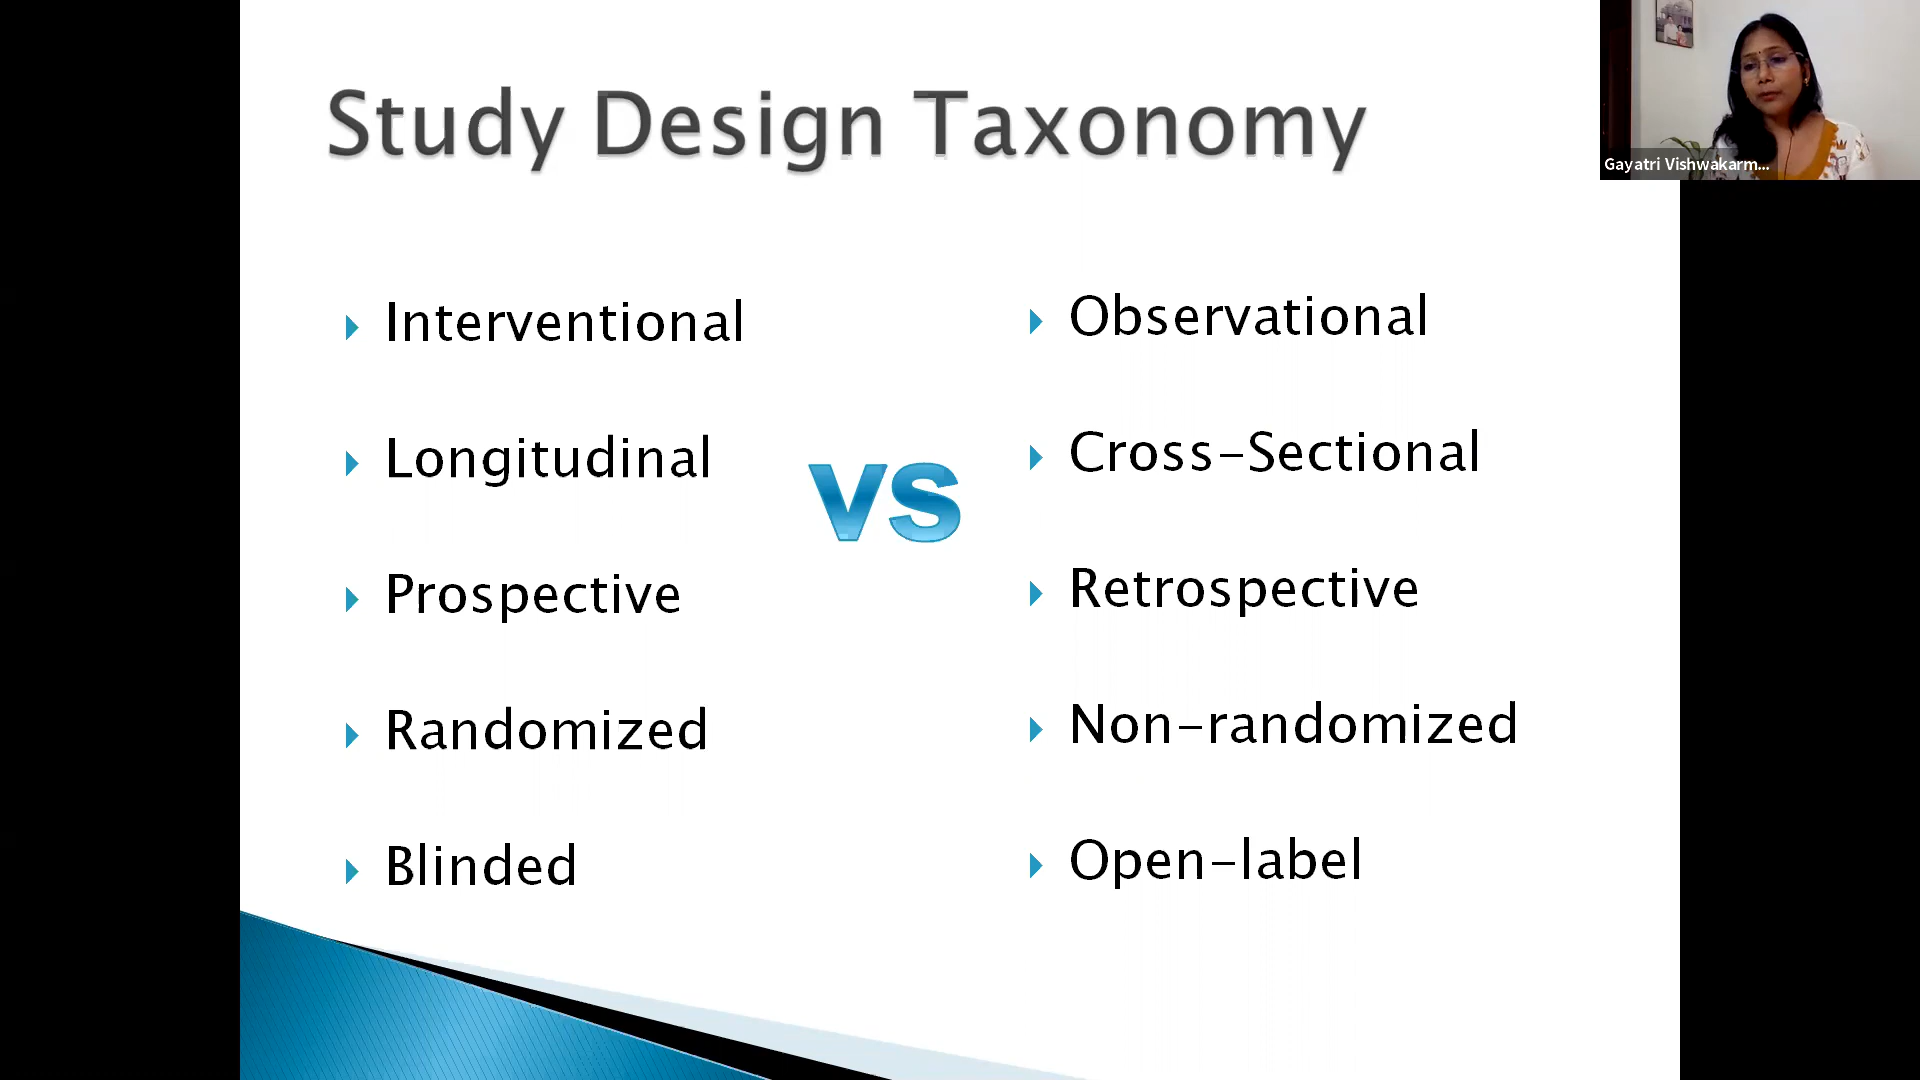 Study Design Taxonomy
Gayatri Vishwakarm...
Interventional
Longitudinal
Prospective
Randomized
Blinded
vs
Observational
Cross-Sectional
Retrospective
Non-randomized
Open-label